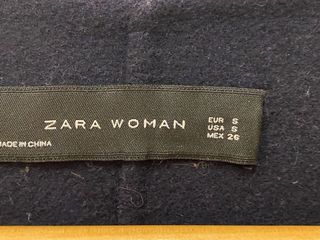 ZARA WOMAN
EUR S
USA S
MEX 26
MADE IN CHINA